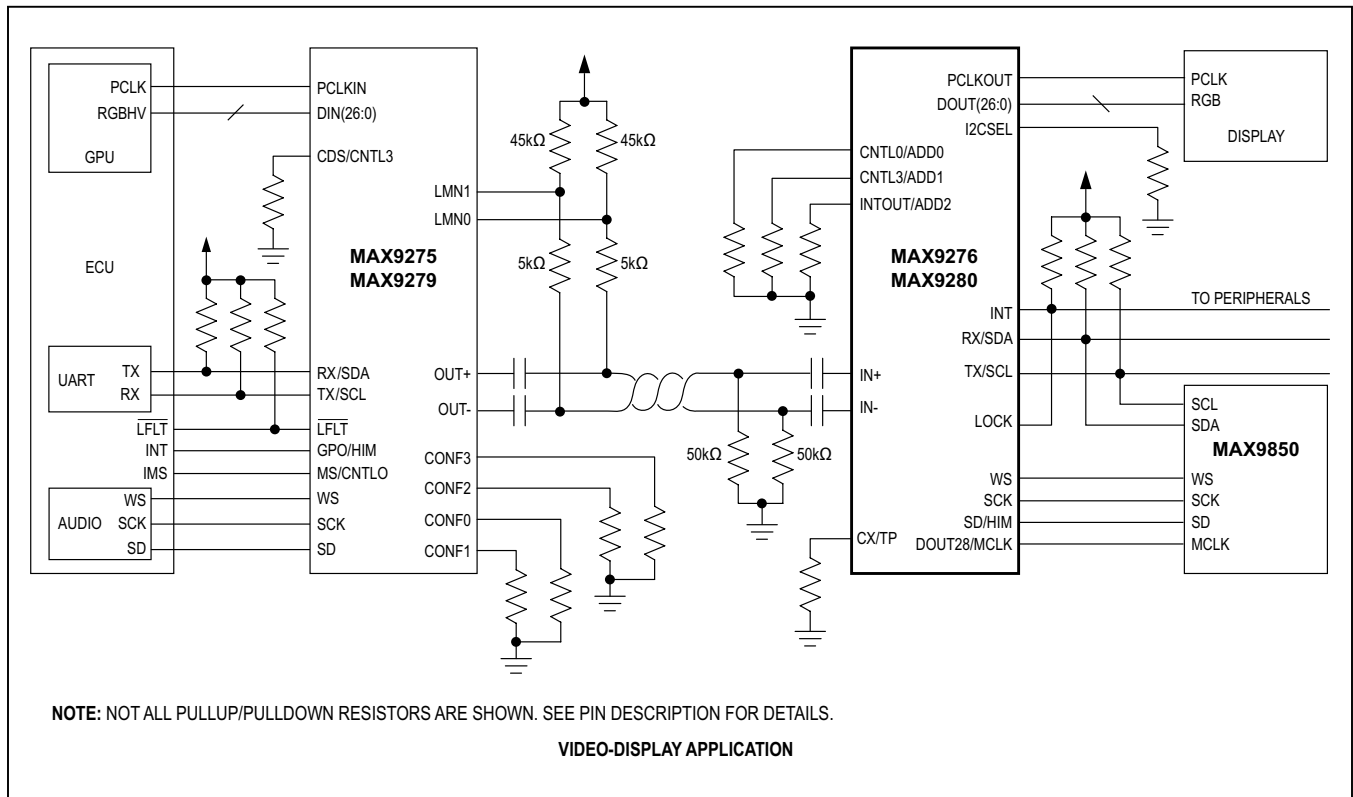 PCLK
RGBHV
GPU
ECU
UART
TX
RX
LFLT
INT
IMS
AUDIO
WS
SCK
SD
PCLKIN
DIN(26:0)
CDS/CNTL3
LMN1
LMN0
MAX9275
MAX9279
RX/SDA
TX/SCL
LFLT
GPO/HIM
MS/CNTLO
WS
SCK
SD
OUT+
OUT-
CONF3
CONF2
CONF0
CONF1
45kΩ
45kΩ
5kΩ
5kΩ
50kΩ
50kΩ
CNTL0/ADD0
CNTL3/ADD1
INTOUT/ADD2
MAX9276
MAX9280
IN+
IN-
CX/TP
PCLKOUT
DOUT(26:0)
I2CSEL
INT
RX/SDA
TX/SCL
LOCK
WS
SCK
SD/HIM
DOUT28/MCLK
PCLK
RGB
DISPLAY
TO PERIPHERALS
SCL
SDA
MAX9850
WS
SCK
SD
MCLK
NOTE: NOT ALL PULLUP/PULLDOWN RESISTORS ARE SHOWN. SEE PIN DESCRIPTION FOR DETAILS.
VIDEO-DISPLAY APPLICATION